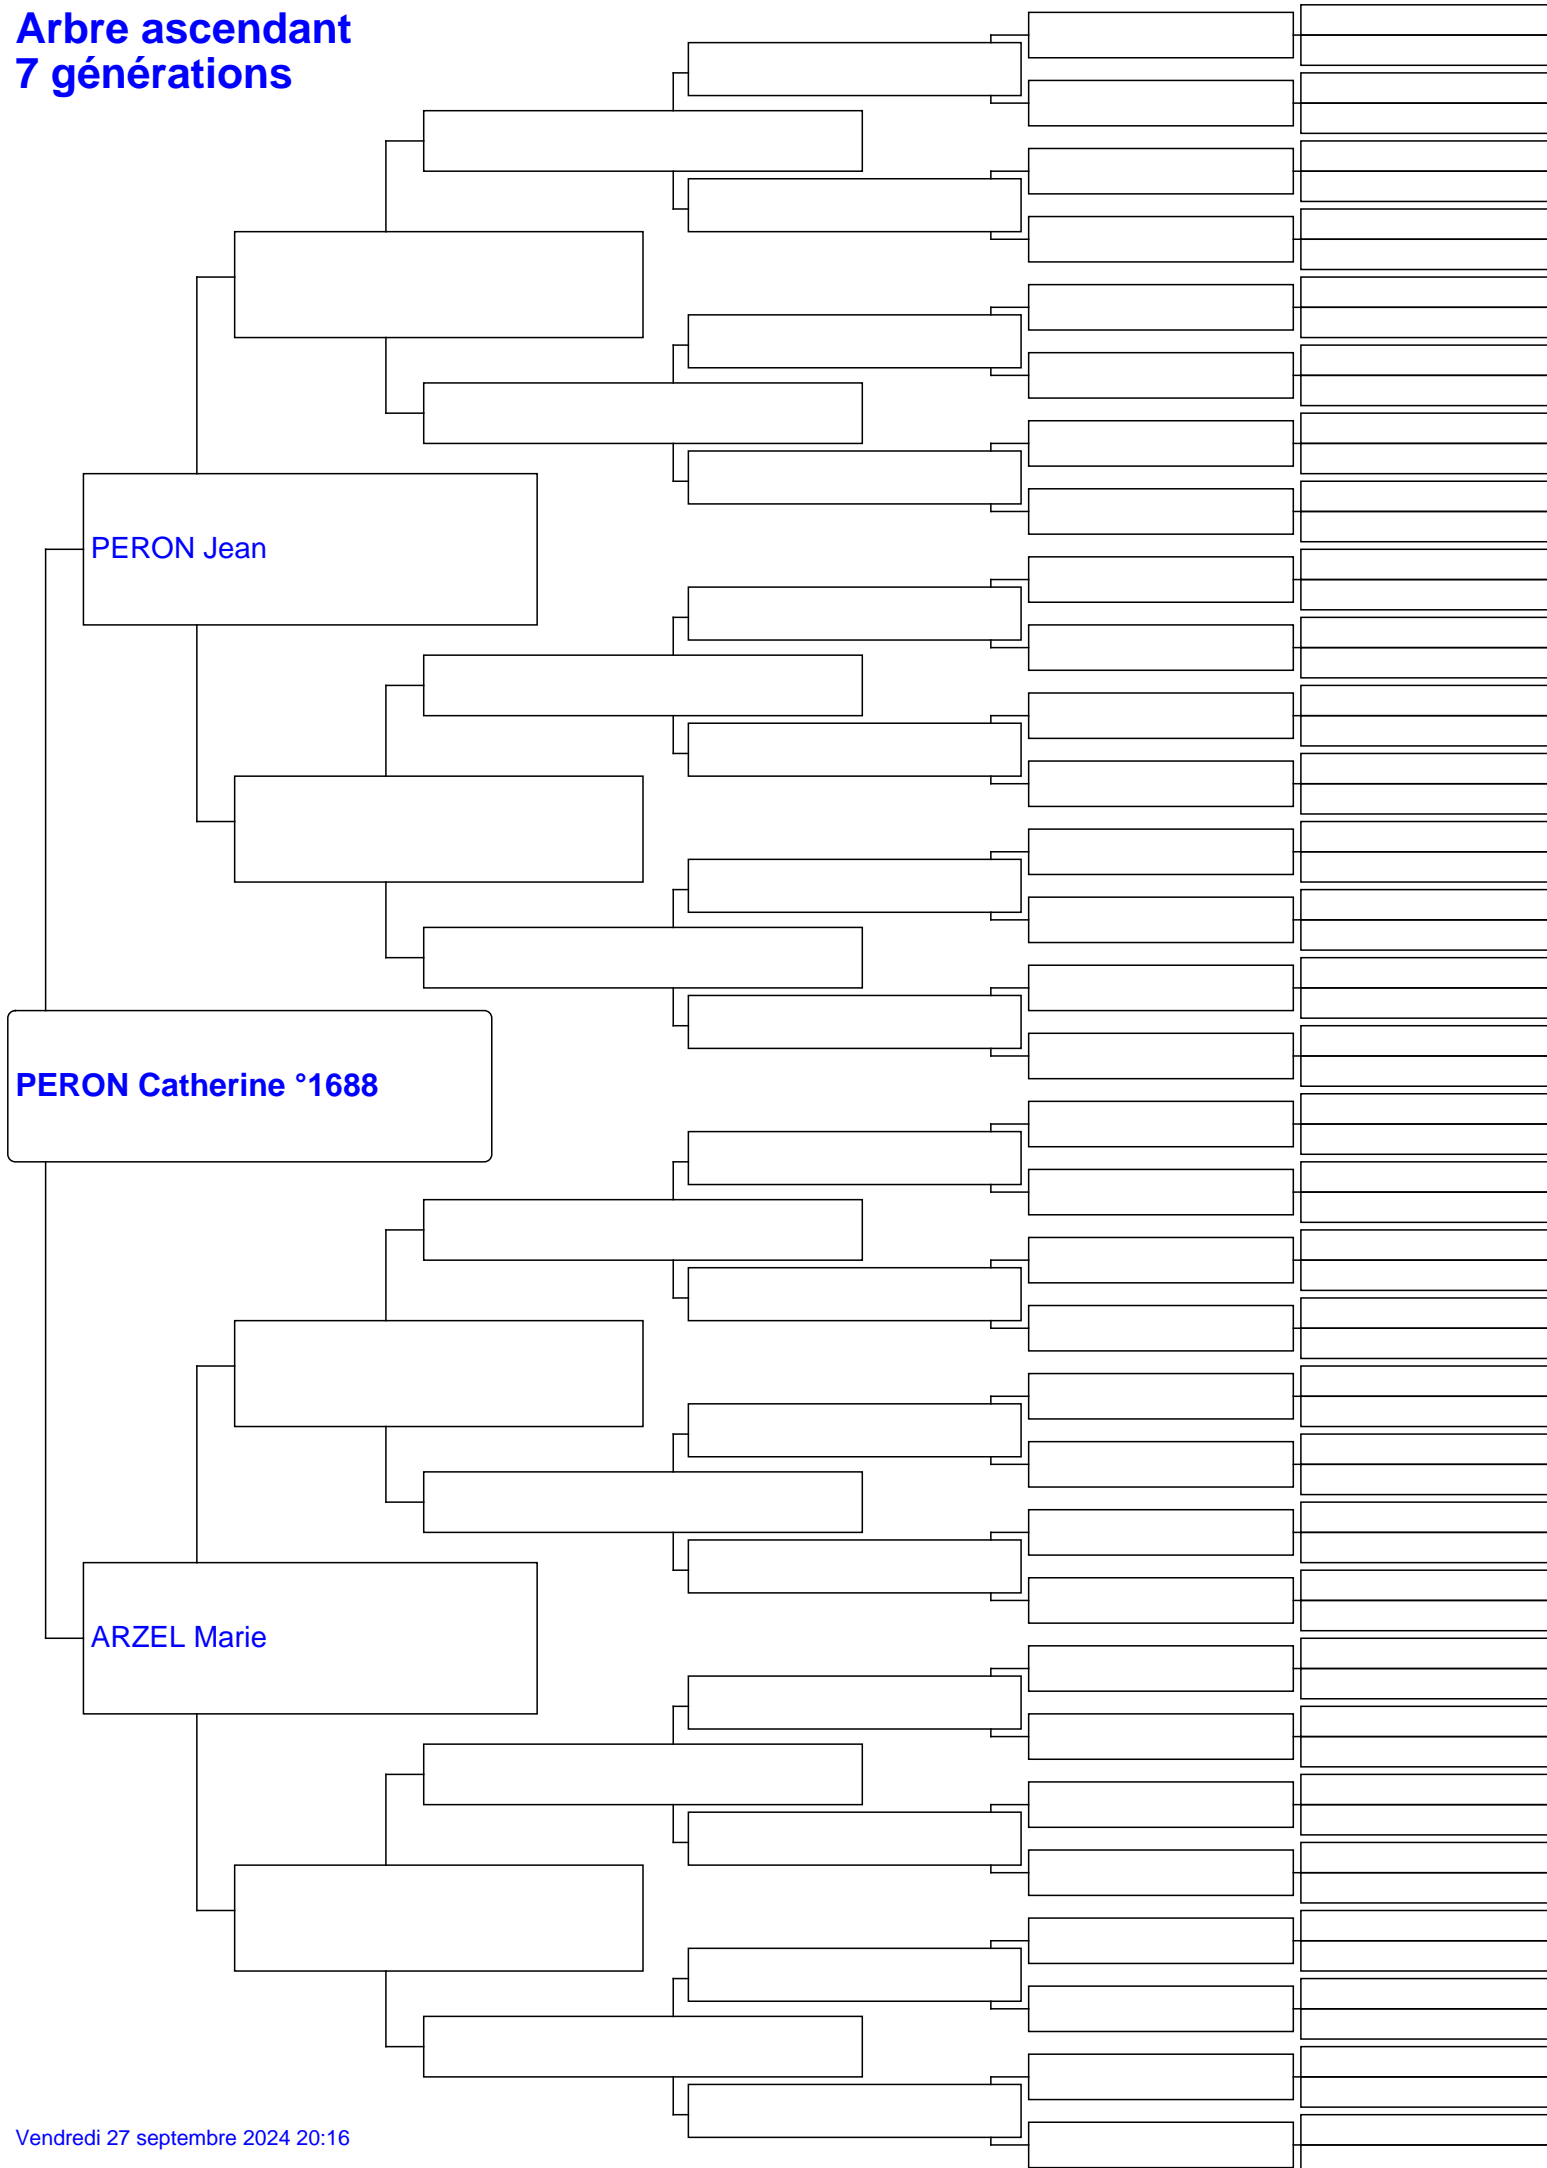 Arbre ascendant
7 générations
PERON Jean
PERON Catherine °1688
ARZEL Marie
Vendredi 27 septembre 2024 20:16